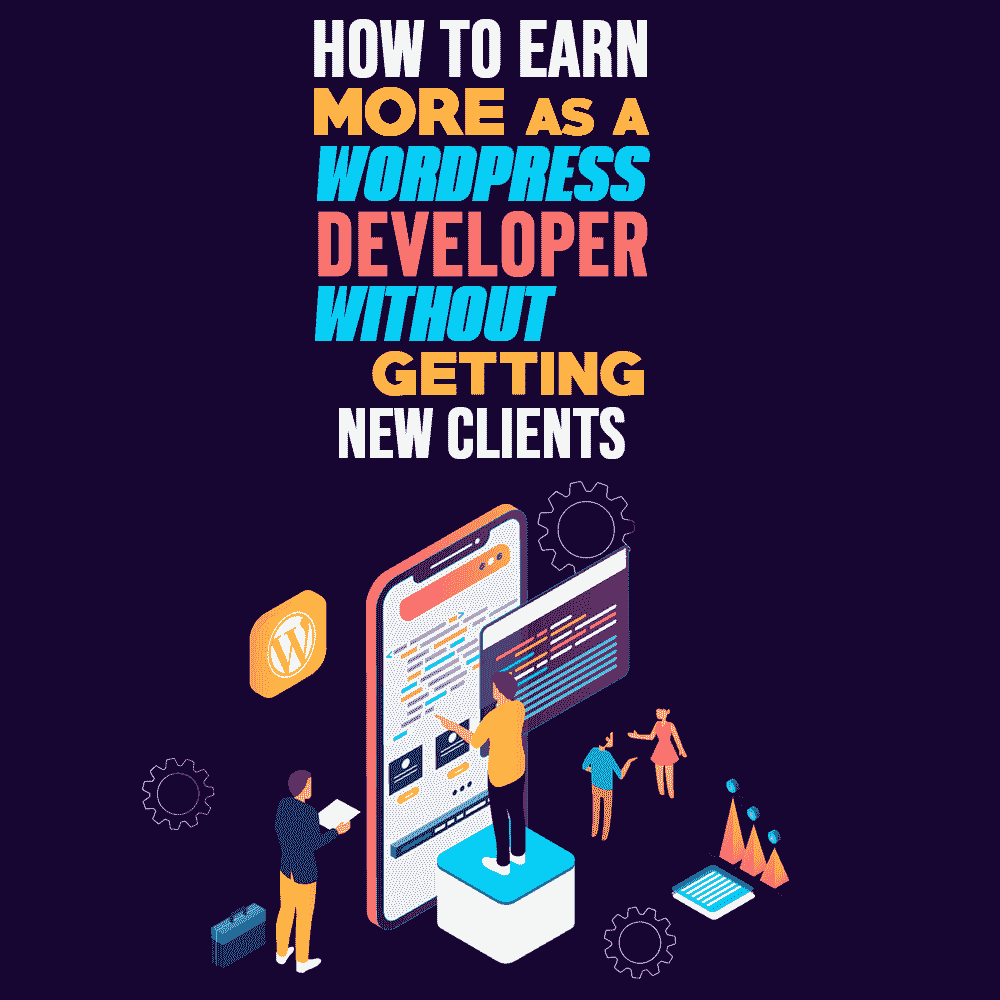 HOW TO EARN
MORE AS A
WORDPRESS
DEVELOPER
WITHOUT
GETTING
NEW CLIENTS
W